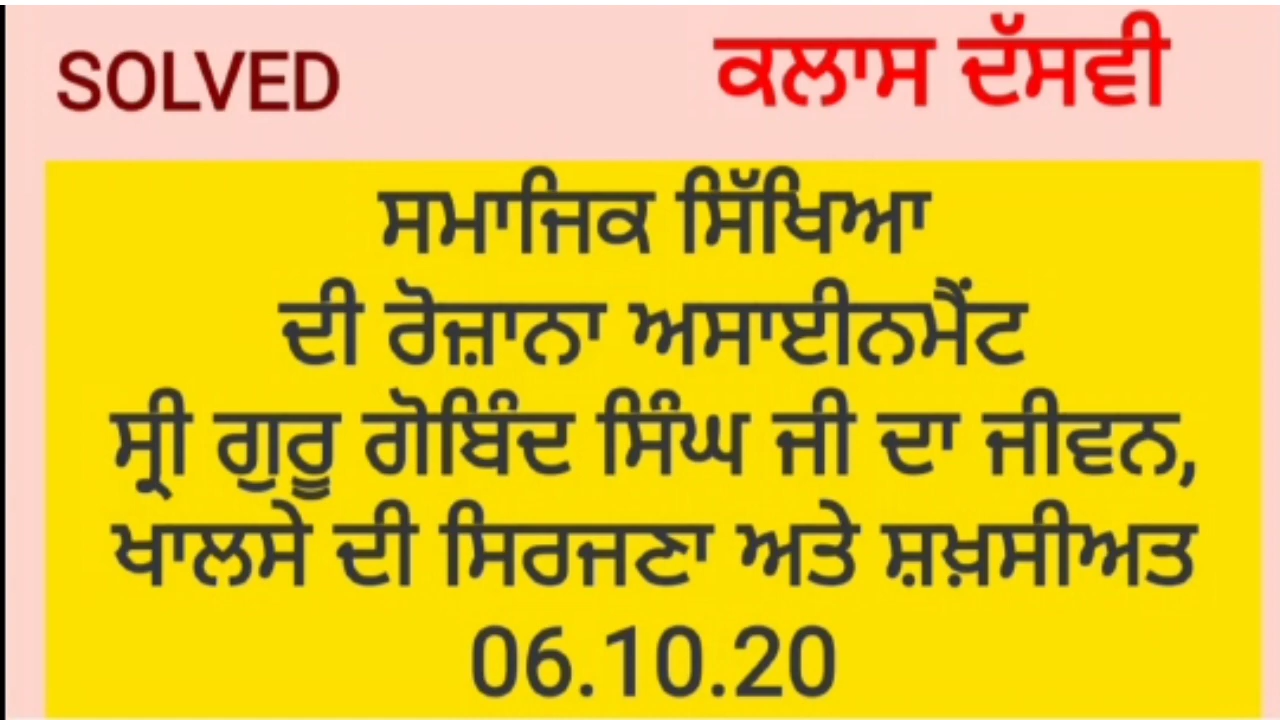 SOLVED ਕਲਾਸ ਦੱਸਵੀ
ਸਮਾਜਿਕ ਸਿੱਖਿਆ
ਦੀ ਰੋਜ਼ਾਨਾ ਅਸਾਈਨਮੈਂਟ
ਸ੍ਰੀ ਗੁਰੂ ਗੋਬਿੰਦ ਸਿੰਘ ਜੀ ਦਾ ਜੀਵਨ,
ਖਾਲਸੇ ਦੀ ਸਿਰਜਣਾ ਅਤੇ ਸ਼ਖ਼ਸੀਅਤ
06.10.20